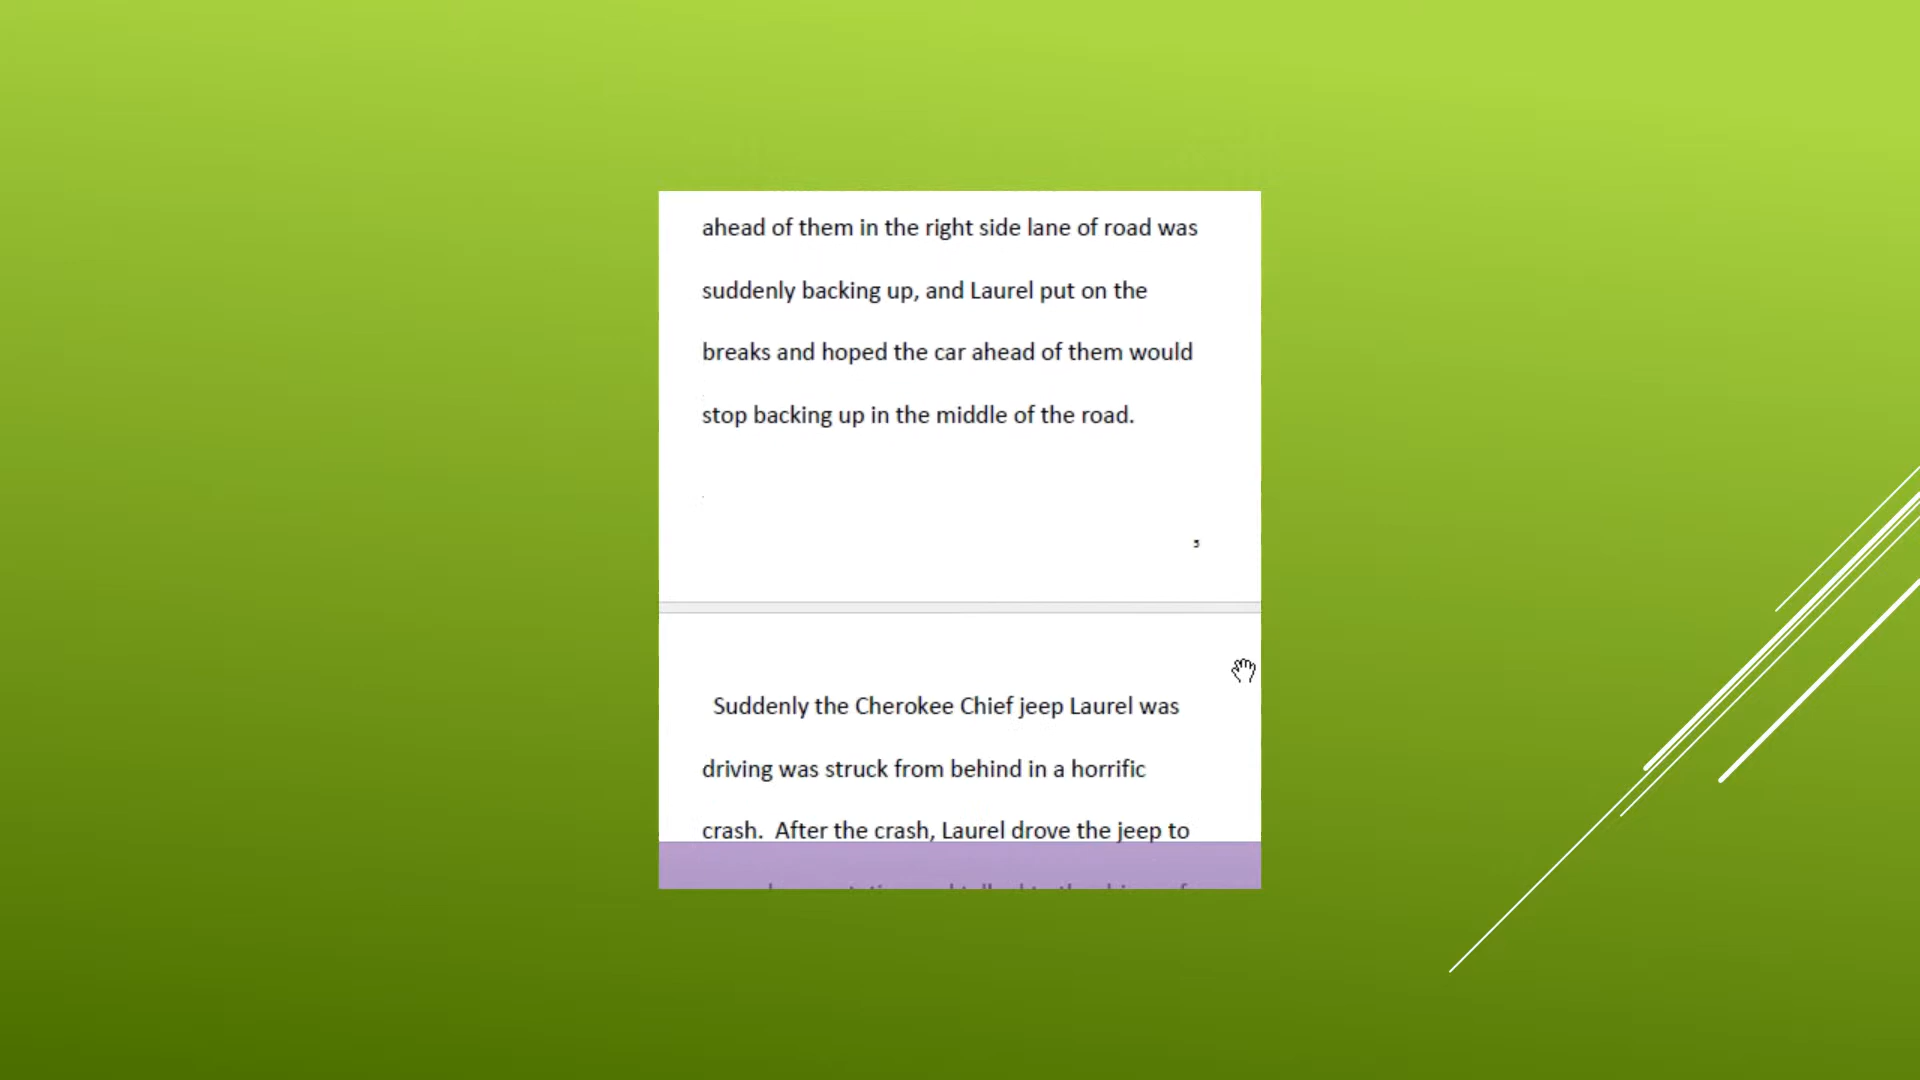 ahead of them in the right side lane of road was
suddenly backing up, and Laurel put on the
breaks and hoped the car ahead of them would
stop backing up in the middle of the road.
,
Suddenly the Cherokee Chief jeep Laurel was
driving was struck from behind in a horrific
crash.  After the crash, Laurel drove the jeep to